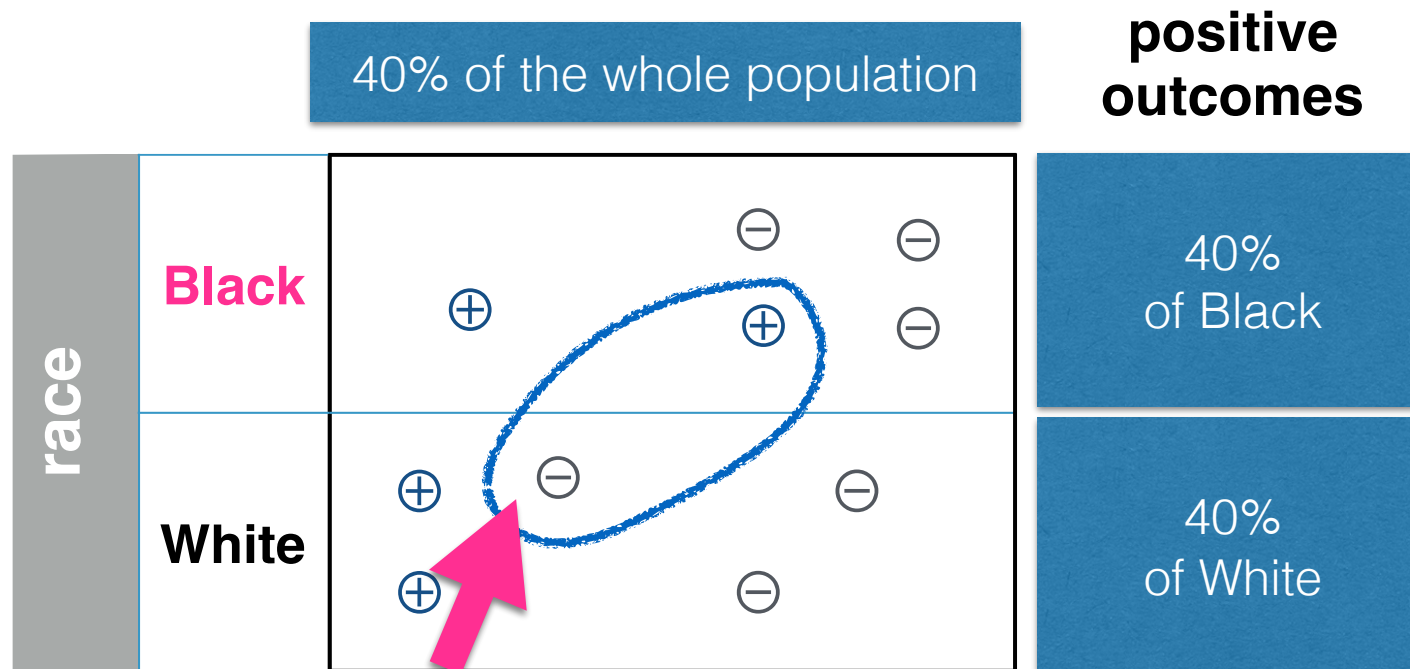 40% of the whole population
positive
outcomes
race
Black
⊖
⊖
⊕
⊕
⊖
40%
of Black
White
⊕
⊖
⊖
⊕
⊖
40%
of White